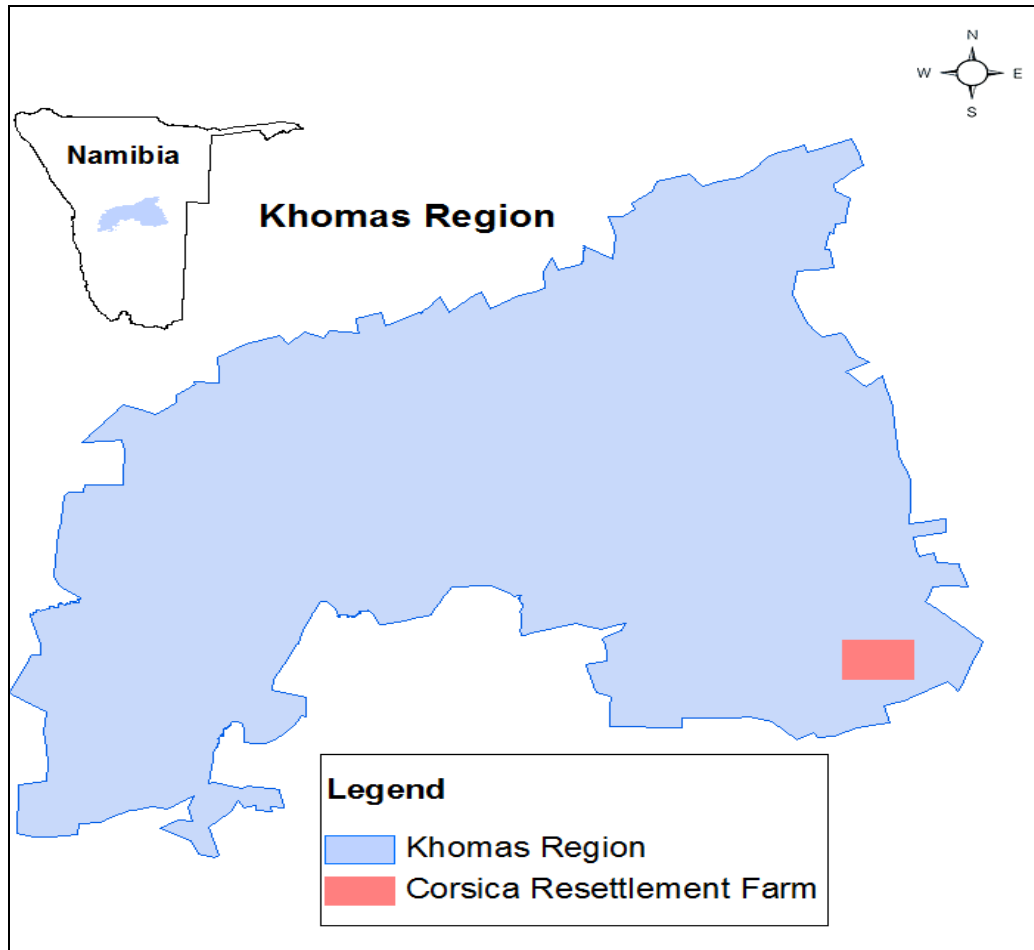 N
W E
S
Namibia
Khomas Region
Legend
Khomas Region
Corsica Resettlement Farm